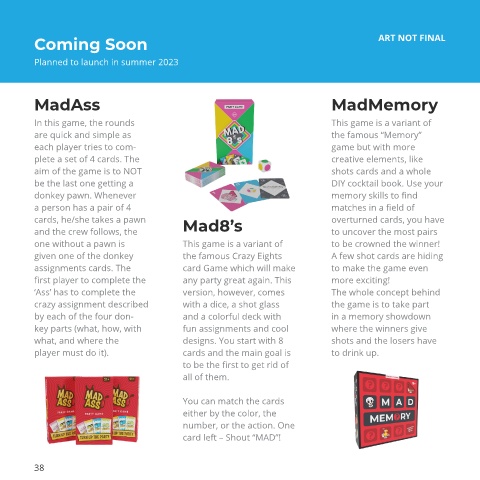 Coming Soon
ART NOT FINAL
Planned to launch in summer 2023
MadAss
In this game, the rounds
are quick and simple as
each player tries to com-
plete a set of 4 cards. The
aim of the game is to NOT
be the last one getting a
donkey pawn. Whenever
a person has a pair of 4
cards, he/she takes a pawn
and the crew follows, the
one without a pawn is
given one of the donkey
assignments cards. The
first player to complete the
‘Ass’ has to complete the
crazy assignment described
by each of the four don-
key parts (what, how, with
what, and where the
player must do it).
MAD
ASS
MAD
ASS
MAD
ASS
PARTY GAME
MAD
8's
Mad8’s
This game is a variant of
the famous Crazy Eights
card Game which will make
any party great again. This
version, however, comes
with a dice, a shot glass
and a colorful deck with
fun assignments and cool
designs. You start with 8
cards and the main goal is
to be the first to get rid of
all of them.
You can match the cards
either by the color, the
number, or the action. One
card left – Shout “MAD”!
MadMemory
This game is a variant of
the famous “Memory”
game but with more
creative elements, like
shots cards and a whole
DIY cocktail book. Use your
memory skills to find
matches in a field of
overturned cards, you have
to uncover the most pairs
to be crowned the winner!
A few shot cards are hiding
to make the game even
more exciting!
The whole concept behind
the game is to take part
in a memory showdown
where the winners give
shots and the losers have
to drink up.
MAD
MEMORY
38